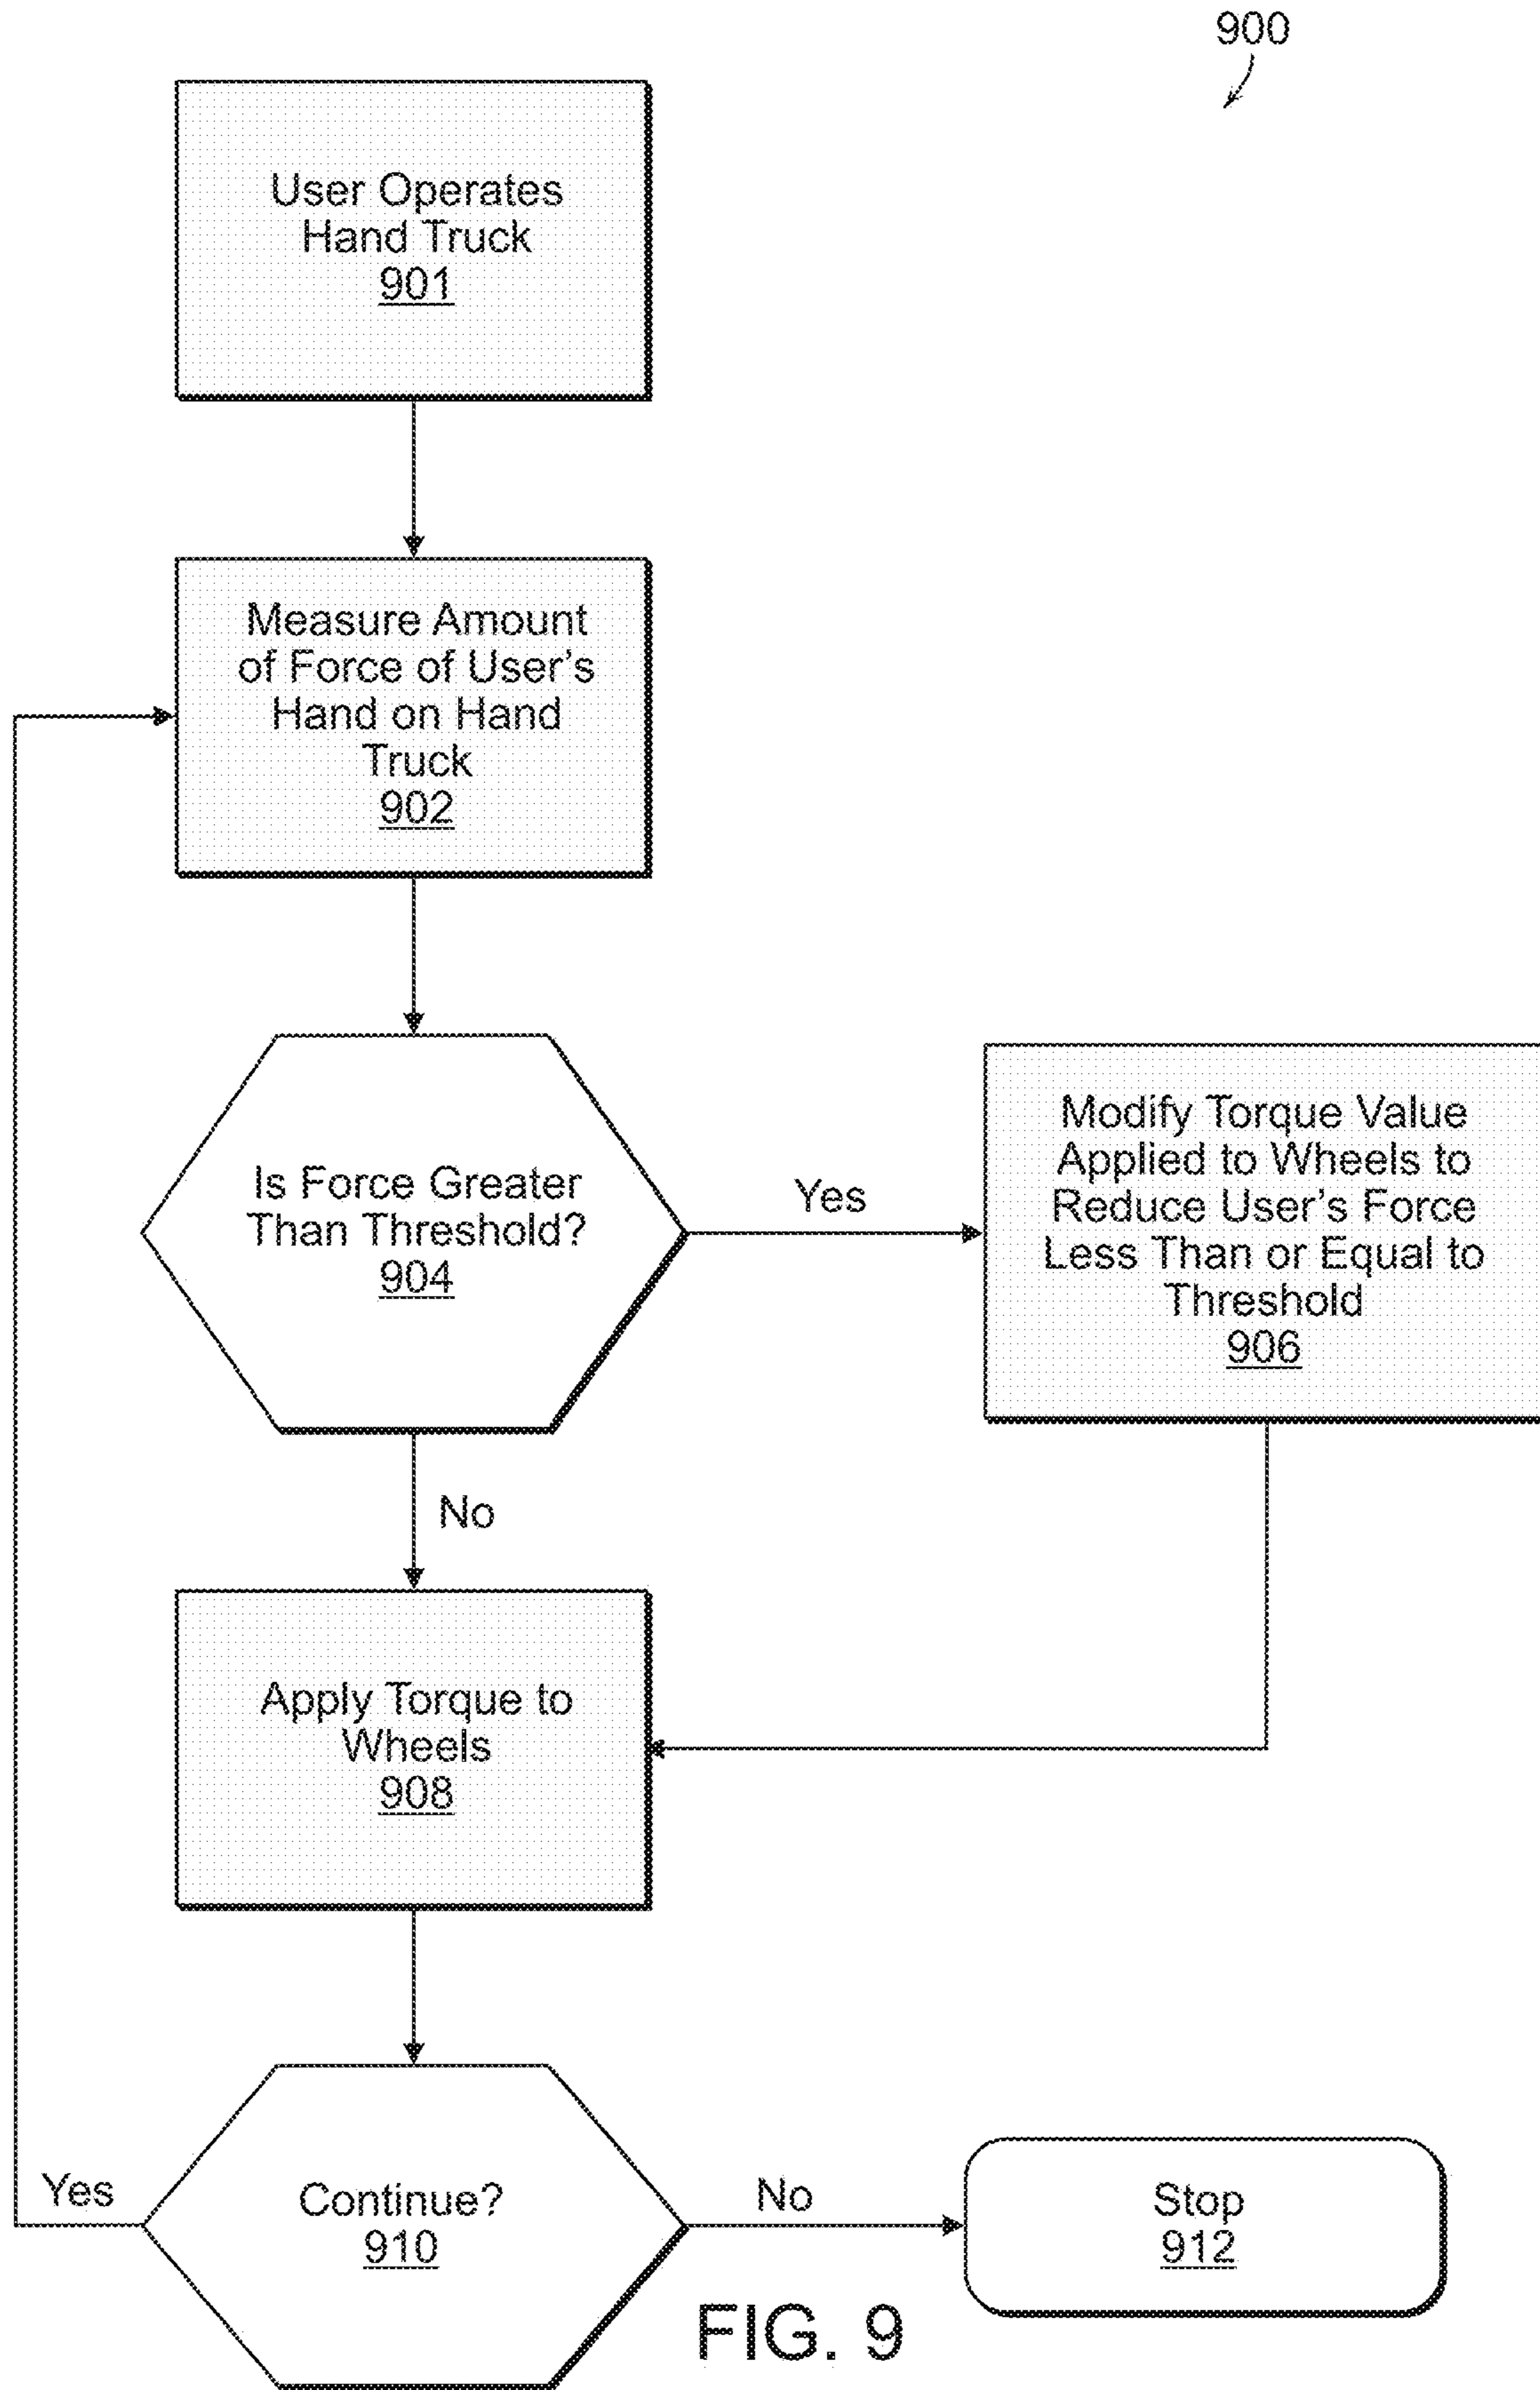 900
User Operates
Hand Truck
901
Measure Amount
of Force of User's
Hand on Hand
Truck
902
Is Force Greater
Than Threshold?
904
Yes
Modify Torque Value
Applied to Wheels to
Reduce User's Force
Less Than or Equal to
Threshold
906
No
Apply Torque to
Wheels
908
Yes
Continue?
910
No
Stop
912
FIG. 9